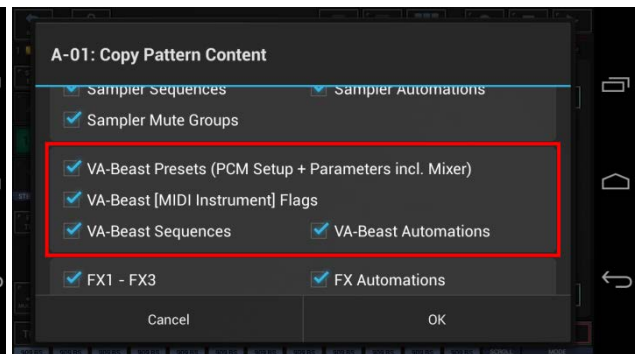 A-01: Copy Pattern Content
Sampler Sequences
Sampler Automations
Sampler Mute Groups
VA-Beast Presets (PCM Setup + Parameters incl. Mixer)
VA-Beast [MIDI Instrument] Flags
VA-Beast Sequences
VA-Beast Automations
FX1 - FX3
FX Automations
Cancel
OK